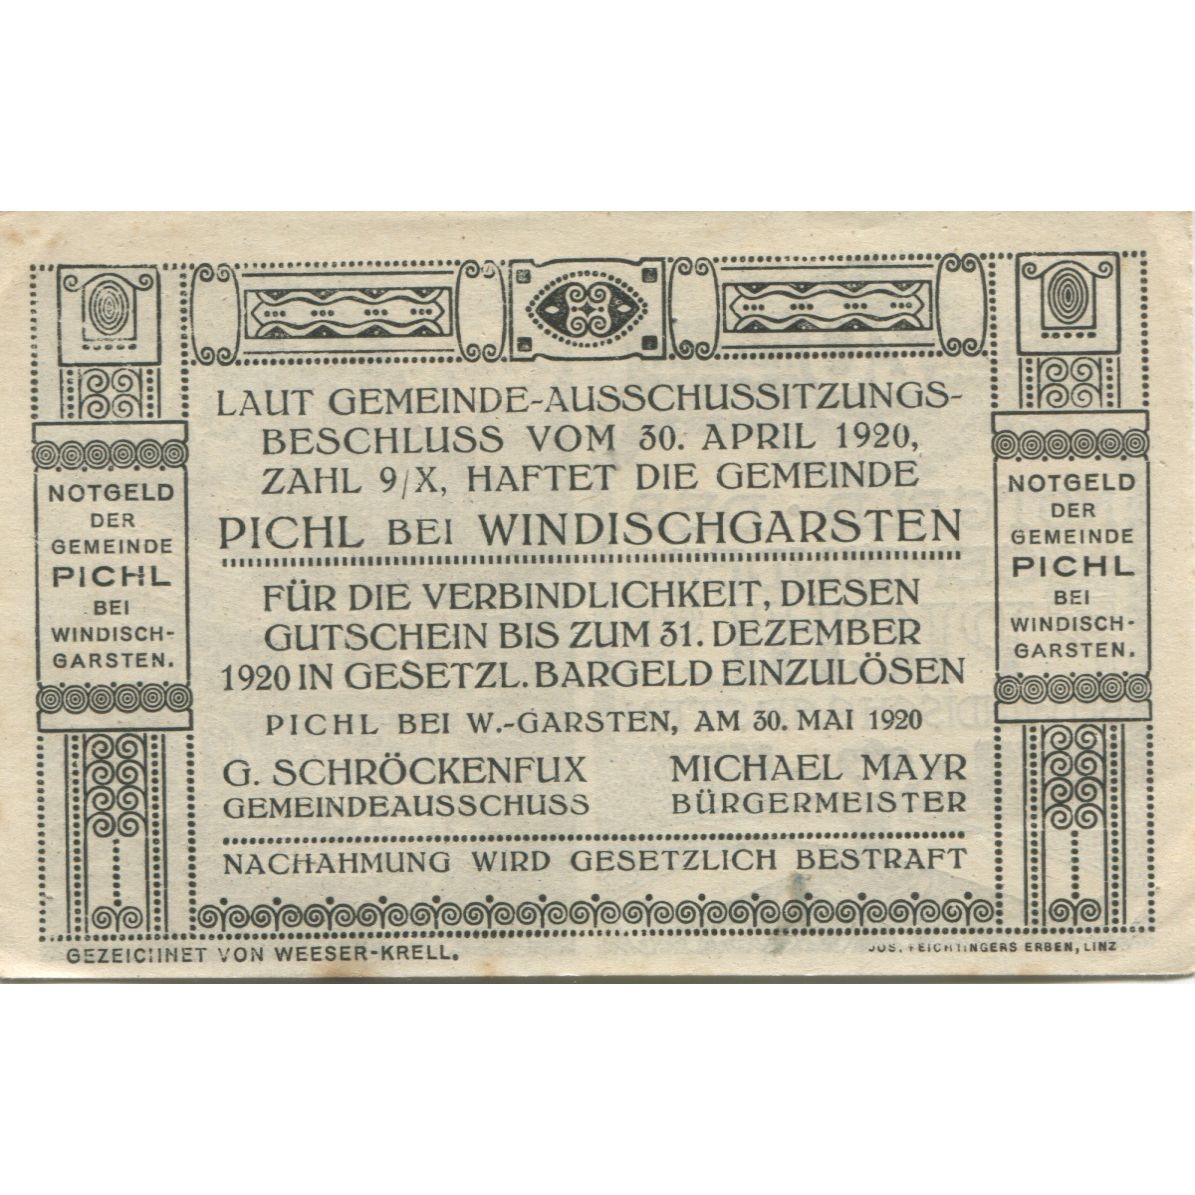 LAUT GEMEINDE-AUSSCHUSSITZUNGS-
BESCHLUSS VOM 30. APRIL 1920,
ZAHL 9/X, HAFTET DIE GEMEINDE
PICHL BEI WINDISCHGARSTEN
FÜR DIE VERBINDLICHKEIT, DIESEN
GUTSCHEIN BIS ZUM 31. DEZEMBER
1920 IN GESETZL. BARGELD EINZULÖSEN
PICHL BEI W.-GARSTEN, AM 30. MAI 1920
G. SCHRÖCKENFUX MICHAEL MAYR
GEMEINDEAUSSCHUSS BÜRGERMEISTER
NACHAHMUNG WIRD GESETZLICH BESTRAFT
NOTGELD
DER
GEMEINDE
PICHL
BEI
WINDISCH-
GARSTEN.
NOTGELD
DER
GEMEINDE
PICHL
BEI
WINDISCH-
GARSTEN.
GEZEICHNET VON WEESER-KRELL.
JOS. FEICHTINGERS ERBEN, LINZ